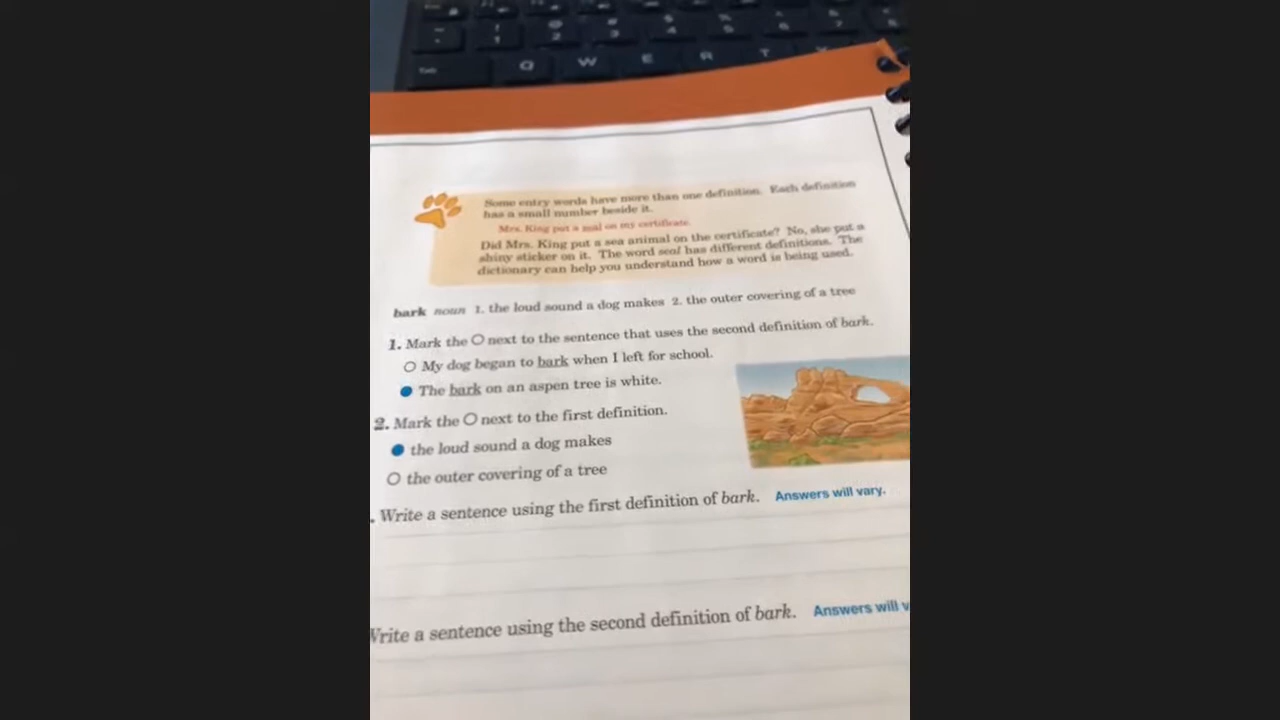 Q W E R T
Some entry words have more than one definition. Each definition
has a small number beside it.
Mrs. King put a seal on my certificate.
Did Mrs. King put a sea animal on the certificate? No, she put a
shiny sticker on it. The word seal has different definitions. The
dictionary can help you understand how a word is being used.
bark noun 1. the loud sound a dog makes 2. the outer covering of a tree
1. Mark the O next to the sentence that uses the second definition of bark.
My dog began to bark when I left for school.
The bark on an aspen tree is white.
2. Mark the O next to the first definition.
the loud sound a dog makes
the outer covering of a tree
. Write a sentence using the first definition of bark. Answers will vary.
Write a sentence using the second definition of bark. Answers will v